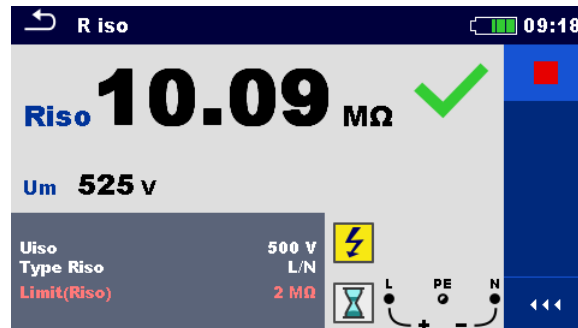 R iso 09:18
Riso 10.09 MΩ
Um 525 V
Uiso 500 V
Type Riso L/N
Limit(Riso) 2 MΩ
L PE N
+ −